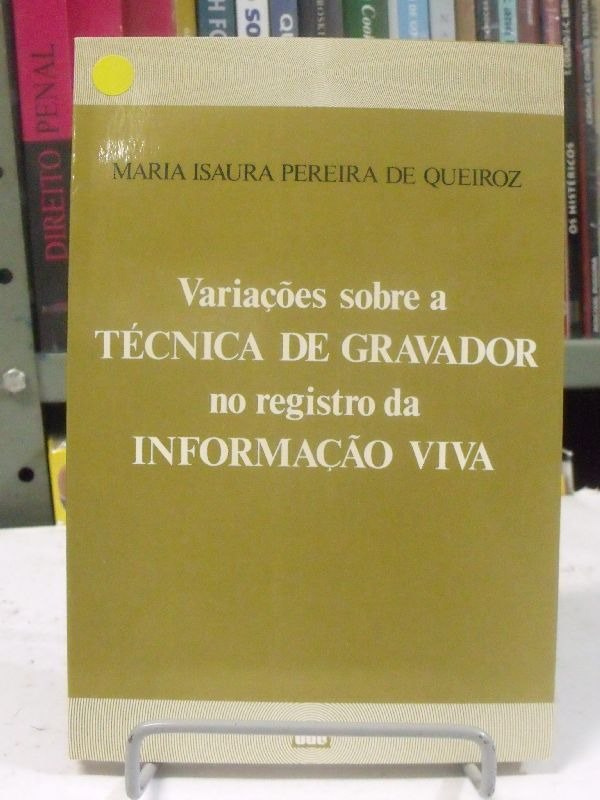 MARIA ISAURA PEREIRA DE QUEIROZ
Variações sobre a
TÉCNICA DE GRAVADOR
no registro da
INFORMAÇÃO VIVA
DIREITO PENAL
OS HISTÉRICOS